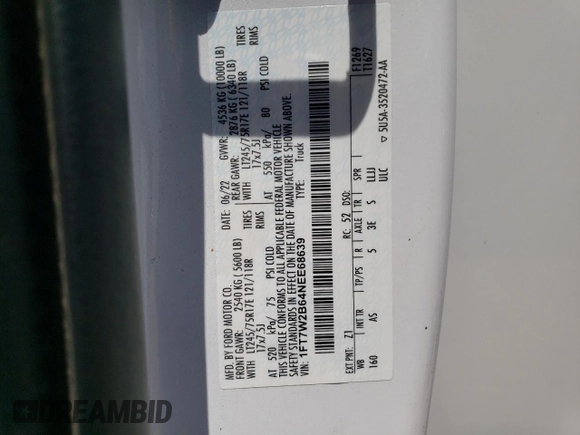 MFD. BY FORD MOTOR CO.
DATE: 06/22 GVWR: 4536 KG (10000 LB)
FRONT GAWR: 2540 KG ( 5600 LB) REAR GAWR: 2876 KG ( 6340 LB)
WITH LT245/75R17E 121/118R TIRES WITH LT245/75R17E 121/118R TIRES
17x7.5J RIMS 17x7.5J RIMS
AT 520 kPa/ 75 PSI COLD AT 550 kPa/ 80 PSI COLD
THIS VEHICLE CONFORMS TO ALL APPLICABLE FEDERAL MOTOR VEHICLE
SAFETY STANDARDS IN EFFECT ON THE DATE OF MANUFACTURE SHOWN ABOVE.
VIN: 1FT7W2B64NEE68639 TYPE: Truck
F1269
T1627
EXT PNT: Z1 RC: 52 DSO:
WB INT TR TP/PS R AXLE TR SPR
160 AS 5 3E 5 LLJJ
ULC
5U5A-3520472-AA
DREAMBID